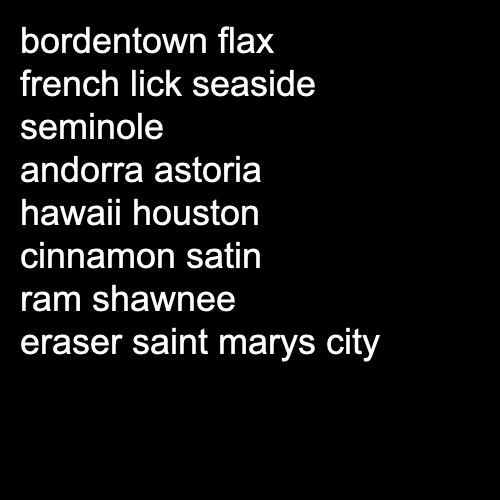 bordentown flax
french lick seaside
seminole
andorra astoria
hawaii houston
cinnamon satin
ram shawnee
eraser saint marys city